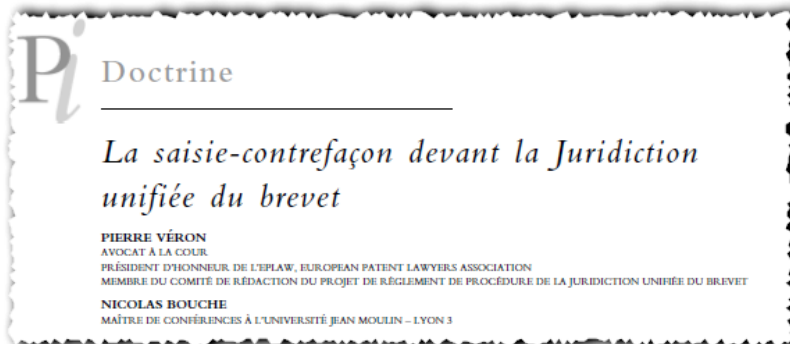 Pi
Doctrine
La saisie-contrefaçon devant la Juridiction
unifiée du brevet
PIERRE VÉRON
AVOCAT À LA COUR
PRÉSIDENT D'HONNEUR DE L'EPLAW, EUROPEAN PATENT LAWYERS ASSOCIATION
MEMBRE DU COMITÉ DE RÉDACTION DU PROJET DE RÈGLEMENT DE PROCÉDURE DE LA JURIDICTION UNIFIÉE DU BREVET
NICOLAS BOUCHE
MAÎTRE DE CONFÉRENCES À L'UNIVERSITÉ JEAN MOULIN – LYON 3